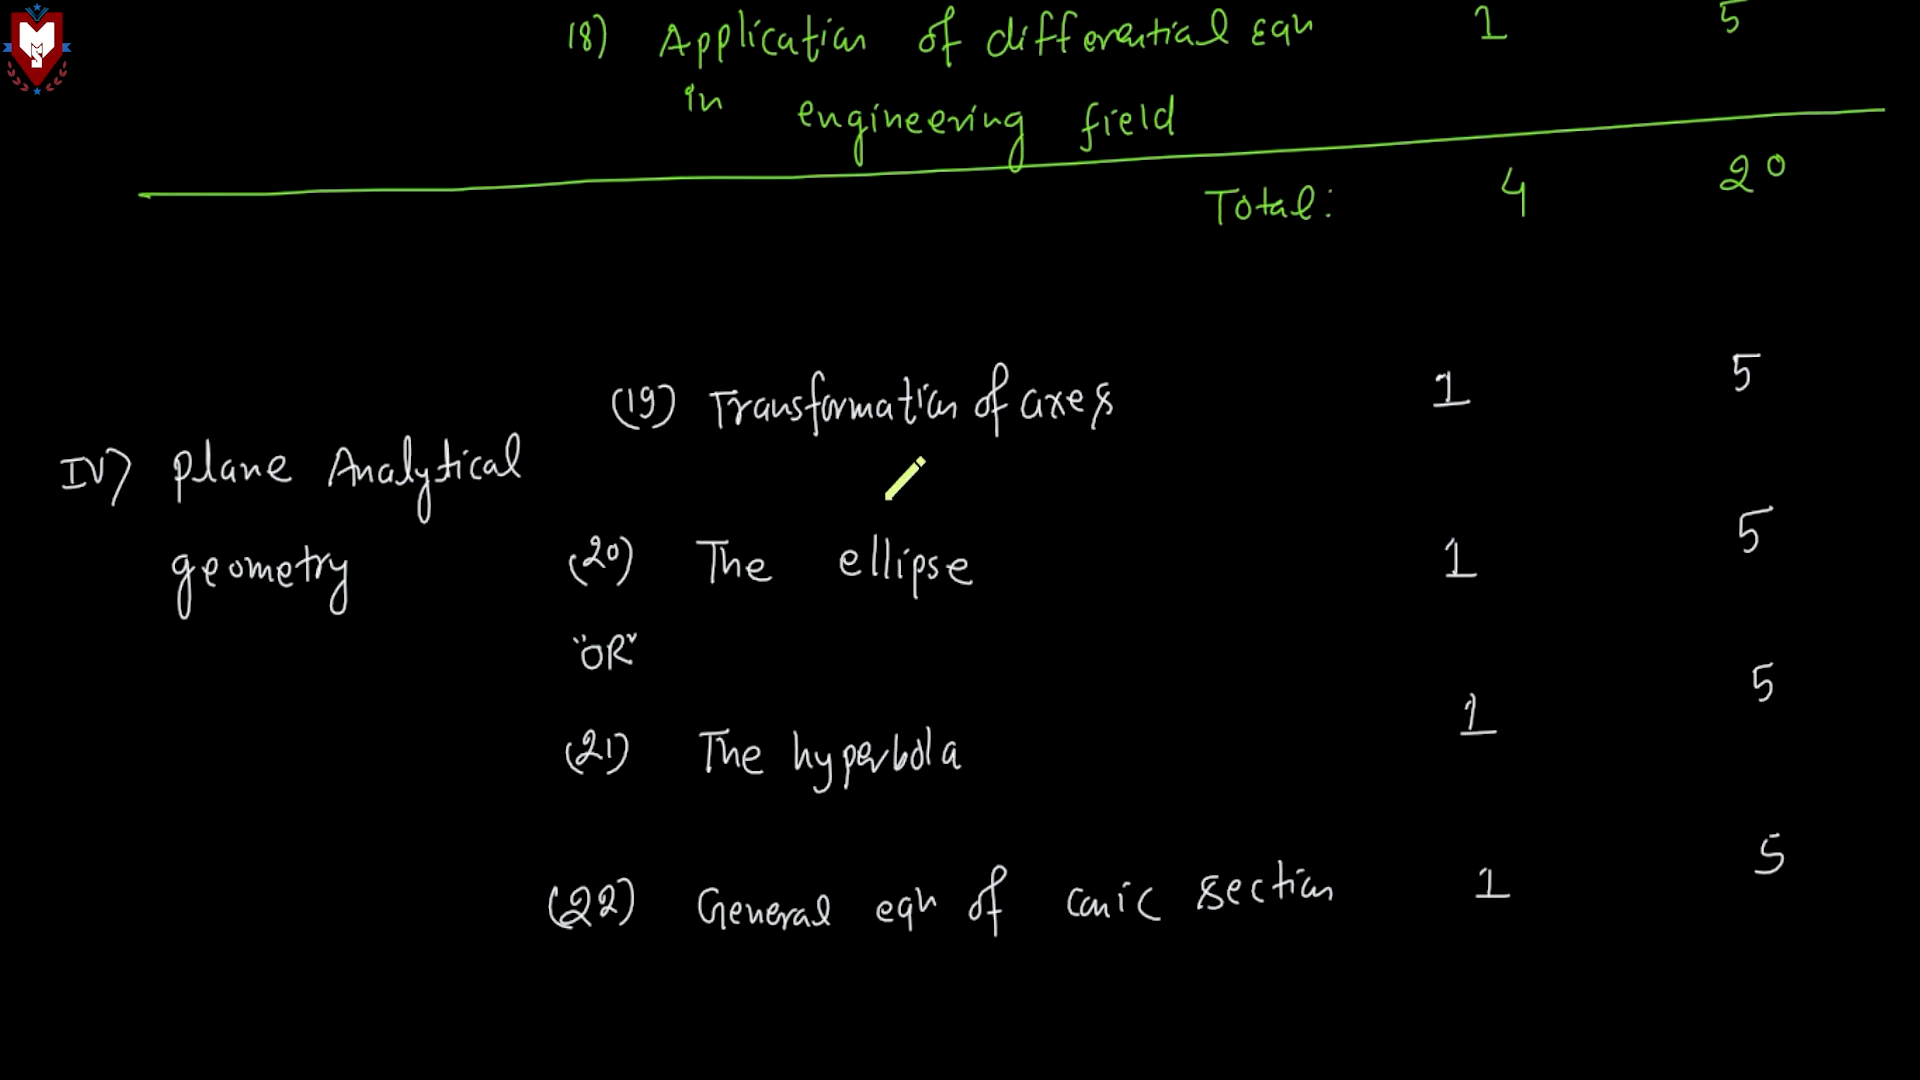 18) Application of differential eqn 1 5
in engineering field
Total: 4 20
(19) Transformation of axes 1 5
IV) plane Analytical
(20) The ellipse 1 5
geometry
"OR"
(21) The hyperbola 1 5
(22) General eqn of conic section 1 5